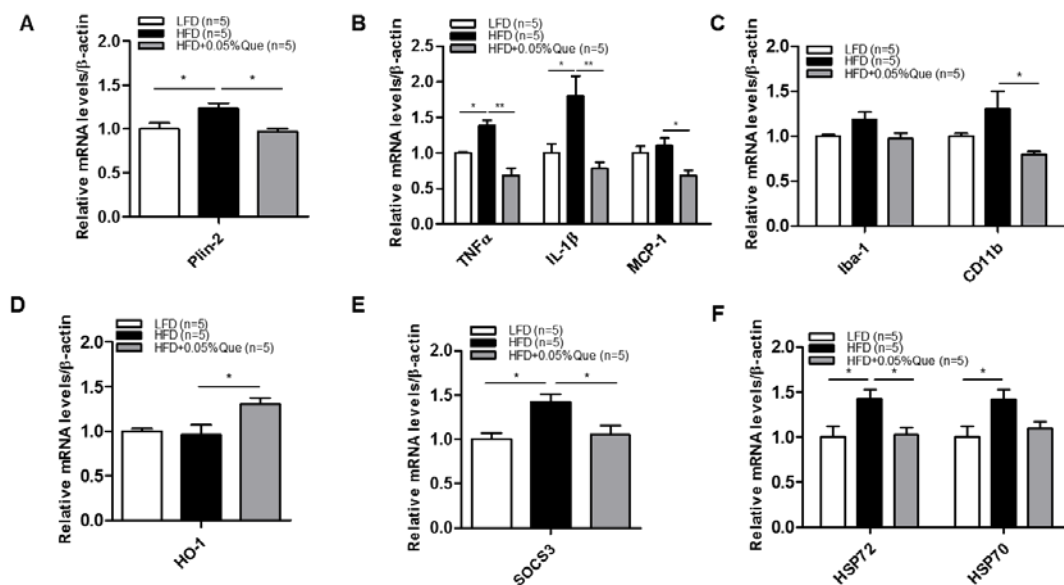 A
LFD (n=5)
HFD (n=5)
HFD+0.05%Que (n=5)
Relative mRNA levels/β-actin
2.0
1.5
1.0
0.5
0.0
* *
Plin-2
B
LFD (n=5)
HFD (n=5)
HFD+0.05%Que (n=5)
Relative mRNA levels/β-actin
2.5
2.0
1.5
1.0
0.5
0.0
* ** * ** *
TNFα IL-1β MCP-1
C
LFD (n=5)
HFD (n=5)
HFD+0.05%Que (n=5)
Relative mRNA levels/β-actin
2.0
1.5
1.0
0.5
0.0
*
Iba-1 CD11b
D
LFD (n=5)
HFD (n=5)
HFD+0.05%Que (n=5)
Relative mRNA levels/β-actin
2.0
1.5
1.0
0.5
0.0
*
HO-1
E
LFD (n=5)
HFD (n=5)
HFD+0.05%Que (n=5)
Relative mRNA levels/β-actin
2.0
1.5
1.0
0.5
0.0
* *
SOCS3
F
LFD (n=5)
HFD (n=5)
HFD+0.05%Que (n=5)
Relative mRNA levels/β-actin
2.0
1.5
1.0
0.5
0.0
* * *
HSP72 HSP70